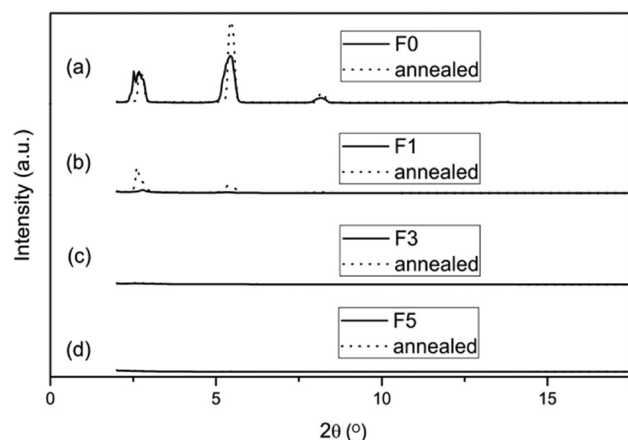 (a)
F0
annealed
(b)
F1
annealed
(c)
F3
annealed
(d)
F5
annealed
Intensity (a.u.)
0 5 10 15
2θ (°)